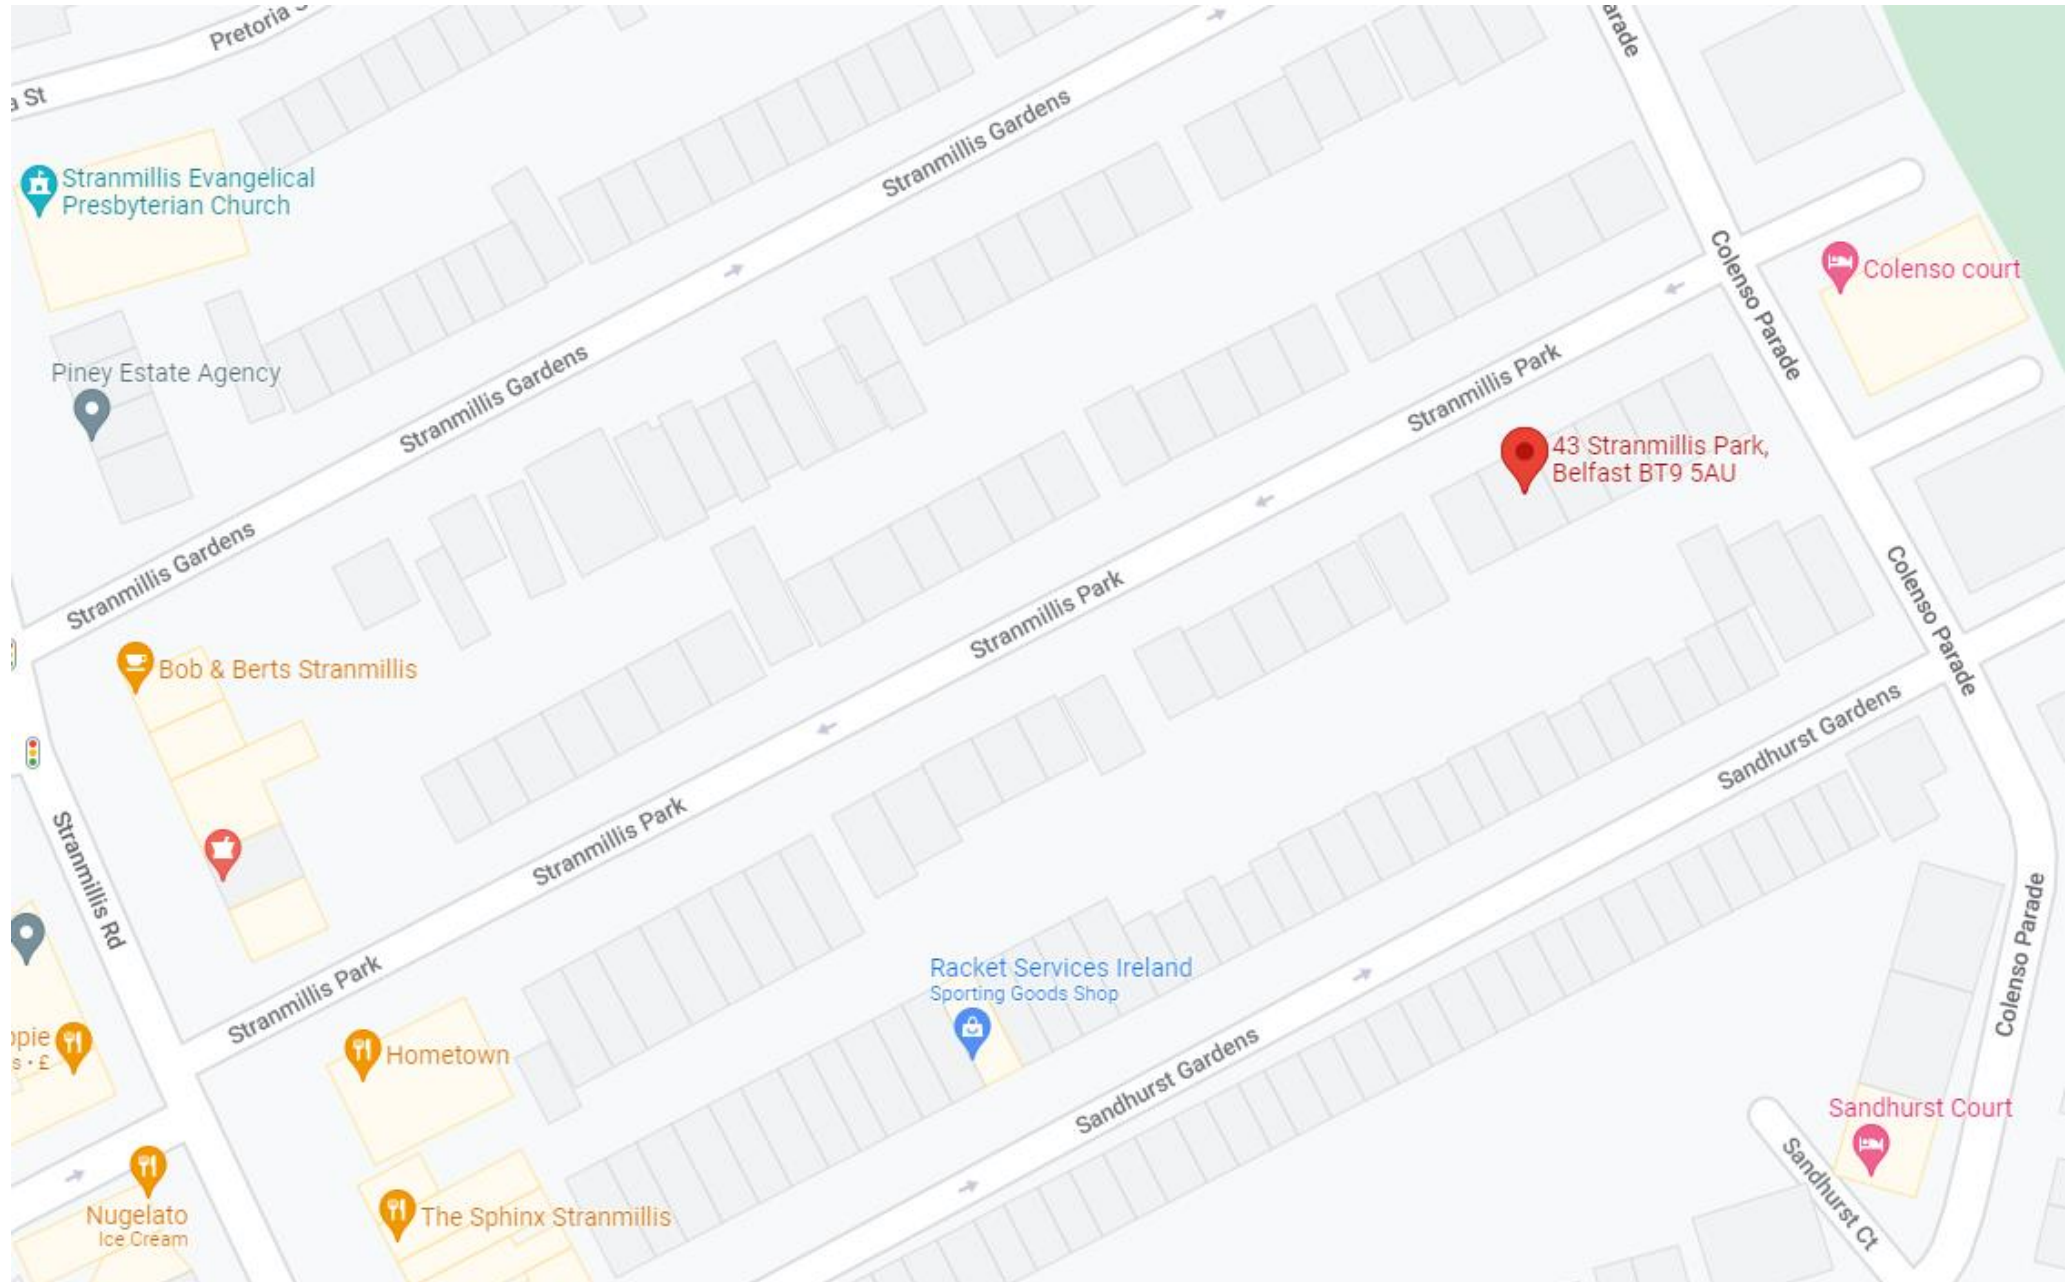 Pretoria S
a St
Stranmillis Evangelical
Presbyterian Church
Stranmillis Gardens
arade
Colenso Parade
Colenso court
Piney Estate Agency
Stranmillis Gardens
Stranmillis Park
43 Stranmillis Park,
Belfast BT9 5AU
Stranmillis Gardens
Bob & Berts Stranmillis
Stranmillis Park
Colenso Parade
Sandhurst Gardens
Stranmillis Rd
Stranmillis Park
Stranmillis Park
Racket Services Ireland
Sporting Goods Shop
Colenso Parade
opie
s · £
Hometown
Sandhurst Gardens
Sandhurst Court
Sandhurst Ct
Nugelato
Ice Cream
The Sphinx Stranmillis